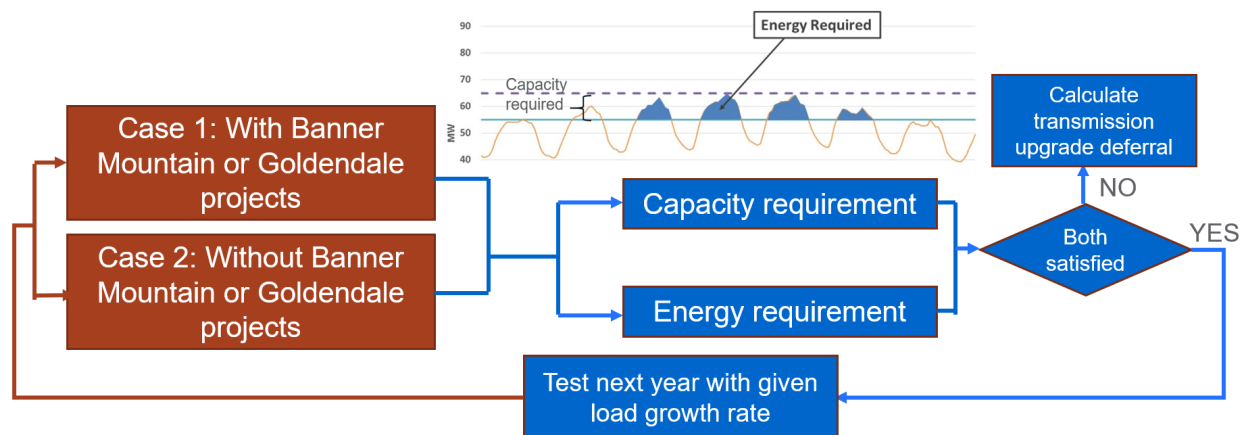 90
80
70
60
50
40
MW
Energy Required
Capacity
required
Case 1: With Banner
Mountain or Goldendale
projects
Case 2: Without Banner
Mountain or Goldendale
projects
Capacity requirement
Energy requirement
Both
satisfied
NO
YES
Calculate
transmission
upgrade deferral
Test next year with given
load growth rate